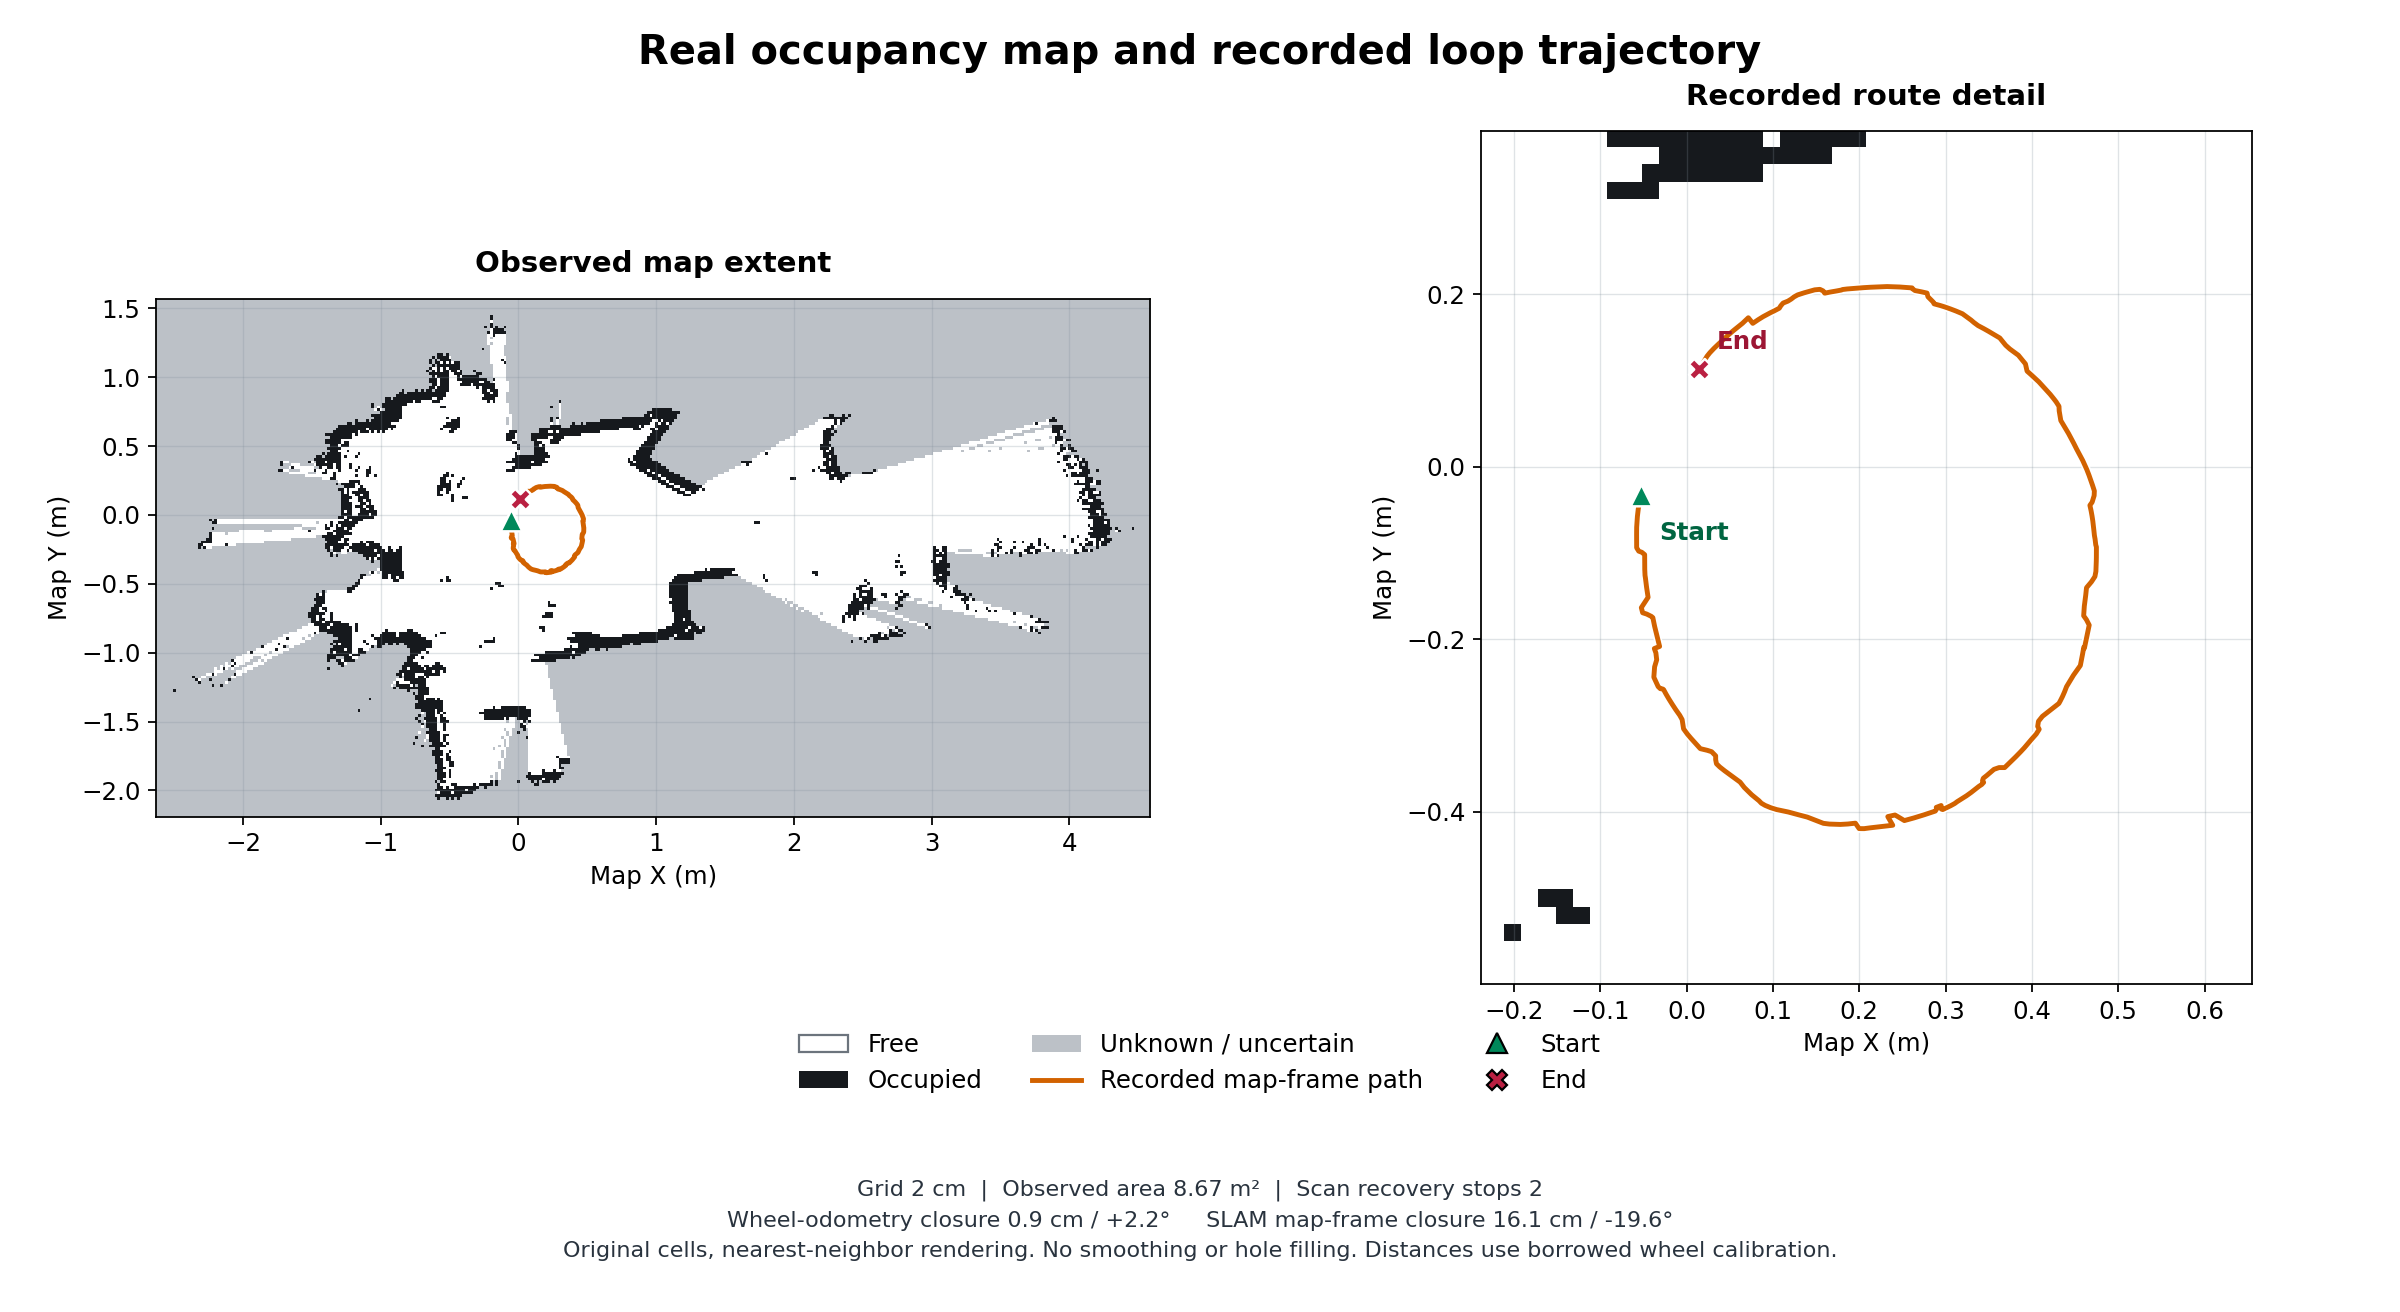 Real occupancy map and recorded loop trajectory
Observed map extent
1.5
1.0
0.5
0.0
−0.5
−1.0
−1.5
−2.0
Map Y (m)
−2 −1 0 1 2 3 4
Map X (m)
Recorded route detail
0.2
0.0
−0.2
−0.4
Map Y (m)
End
Start
−0.2 −0.1 0.0 0.1 0.2 0.3 0.4 0.5 0.6
Map X (m)
Free
Occupied
Unknown / uncertain
Recorded map-frame path
Start
End
Grid 2 cm | Observed area 8.67 m² | Scan recovery stops 2
Wheel-odometry closure 0.9 cm / +2.2° SLAM map-frame closure 16.1 cm / -19.6°
Original cells, nearest-neighbor rendering. No smoothing or hole filling. Distances use borrowed wheel calibration.